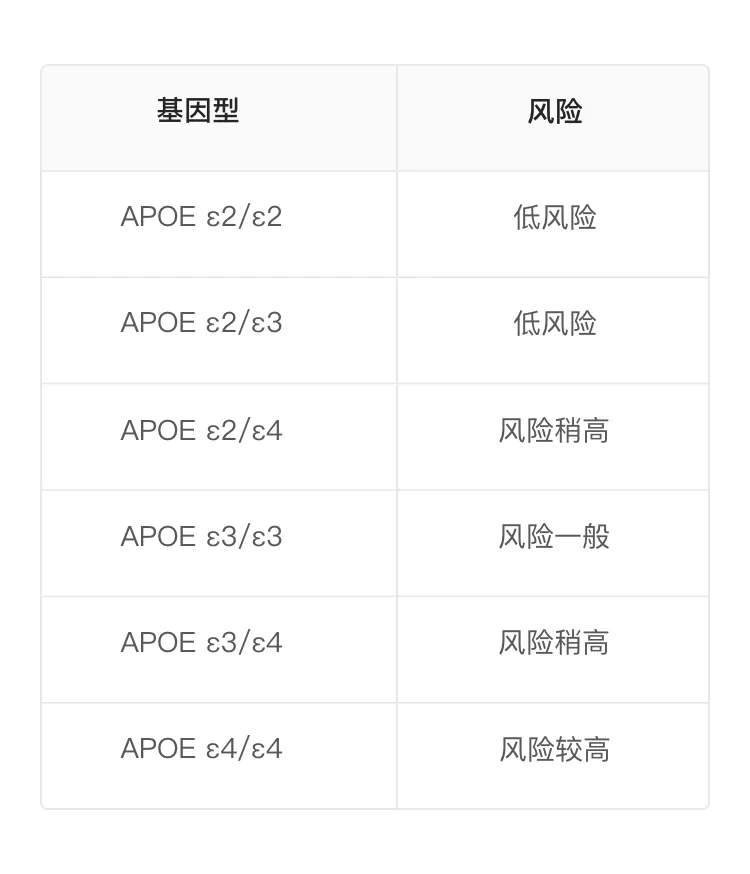 基因型 风险
APOE ε2/ε2 低风险
APOE ε2/ε3 低风险
APOE ε2/ε4 风险稍高
APOE ε3/ε3 风险一般
APOE ε3/ε4 风险稍高
APOE ε4/ε4 风险较高